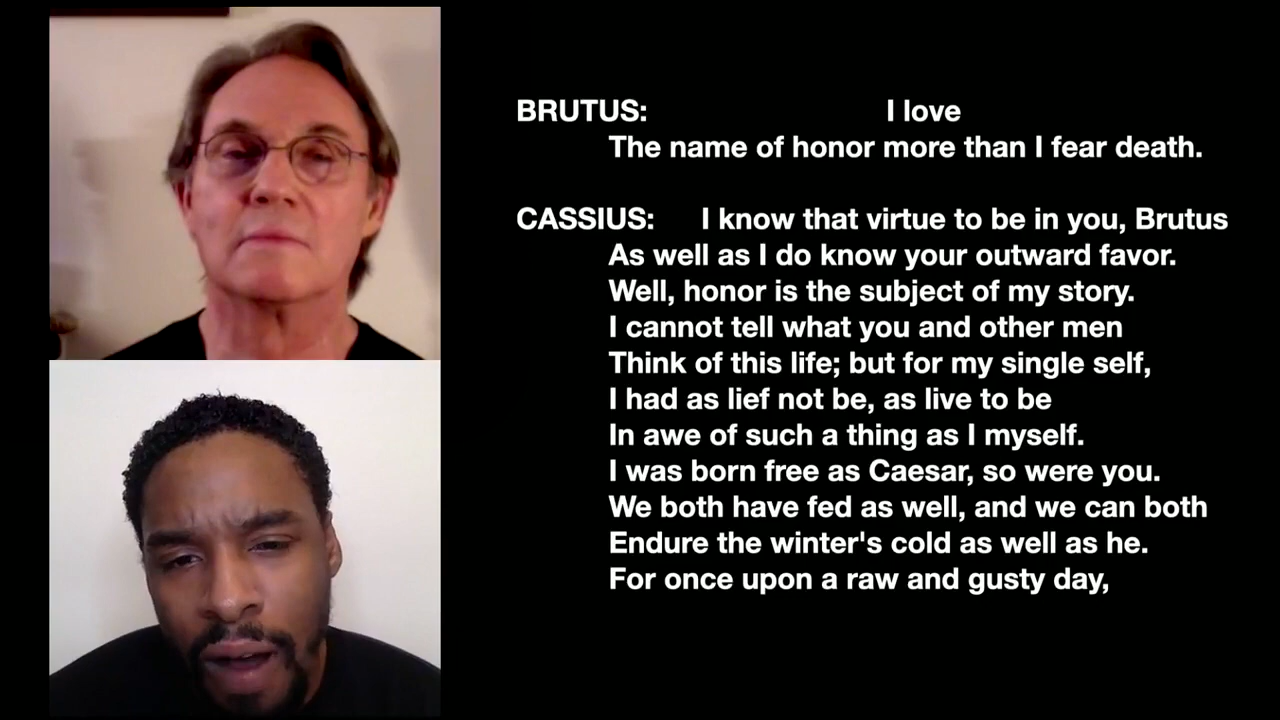 BRUTUS: I love
The name of honor more than I fear death.
CASSIUS: I know that virtue to be in you, Brutus
As well as I do know your outward favor.
Well, honor is the subject of my story.
I cannot tell what you and other men
Think of this life; but for my single self,
I had as lief not be, as live to be
In awe of such a thing as I myself.
I was born free as Caesar, so were you.
We both have fed as well, and we can both
Endure the winter's cold as well as he.
For once upon a raw and gusty day,